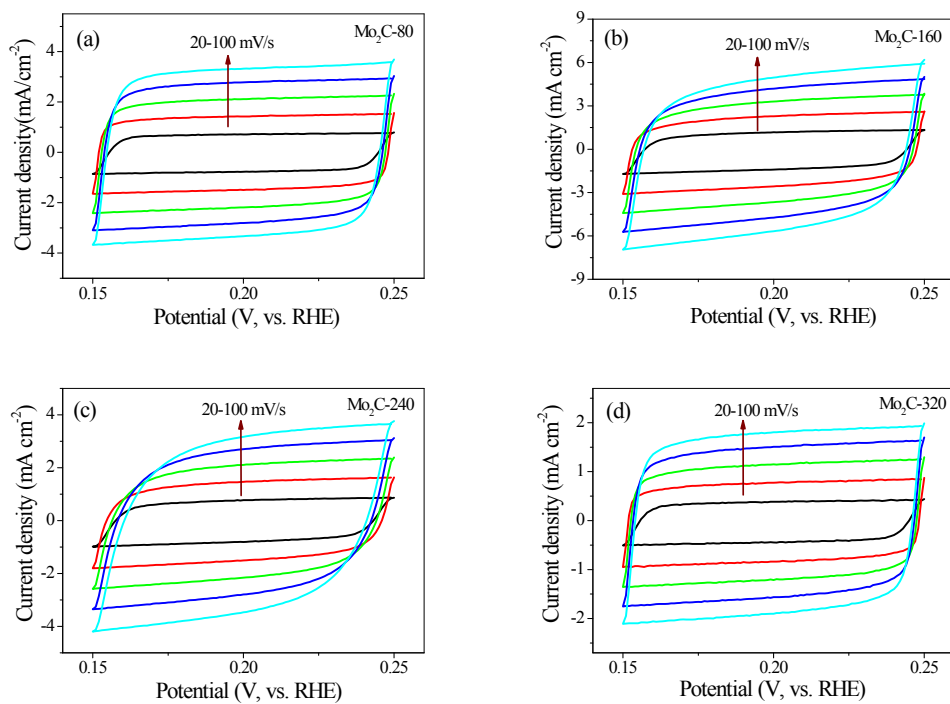 (a)
20-100 mV/s
Mo₂C-80
4
2
0
-2
-4
Current density(mA/cm⁻²)
0.15
0.20
0.25
Potential (V, vs. RHE)
(b)
20-100 mV/s
Mo₂C-160
9
6
3
0
-3
-6
-9
Current density (mA cm⁻²)
0.15
0.20
0.25
Potential (V, vs. RHE)
(c)
20-100 mV/s
Mo₂C-240
4
2
0
-2
-4
Current density (mA cm⁻²)
0.15
0.20
0.25
Potential (V, vs. RHE)
(d)
20-100 mV/s
Mo₂C-320
2
1
0
-1
-2
Current density (mA cm⁻²)
0.15
0.20
0.25
Potential (V, vs. RHE)